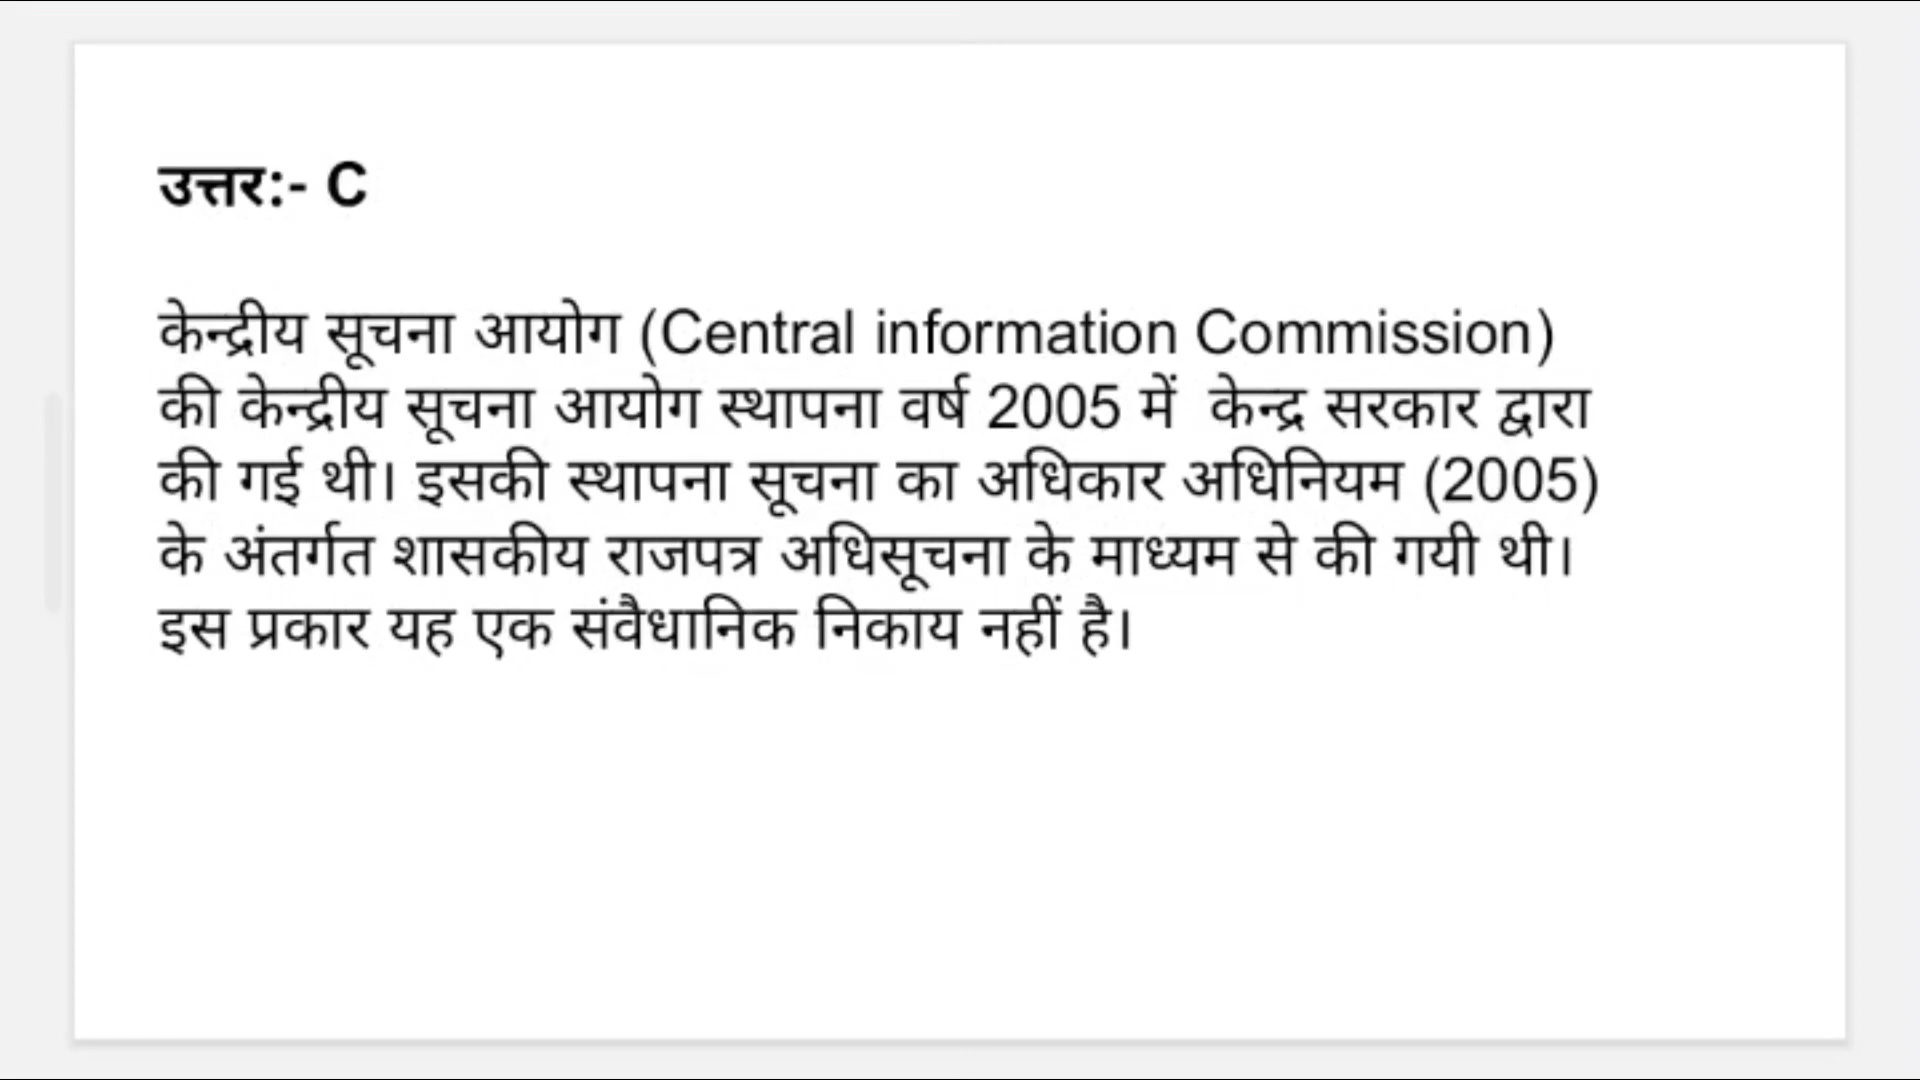 उत्तर:- C
केन्द्रीय सूचना आयोग (Central information Commission)
की केन्द्रीय सूचना आयोग स्थापना वर्ष 2005 में केन्द्र सरकार द्वारा
की गई थी। इसकी स्थापना सूचना का अधिकार अधिनियम (2005)
के अंतर्गत शासकीय राजपत्र अधिसूचना के माध्यम से की गयी थी।
इस प्रकार यह एक संवैधानिक निकाय नहीं है।